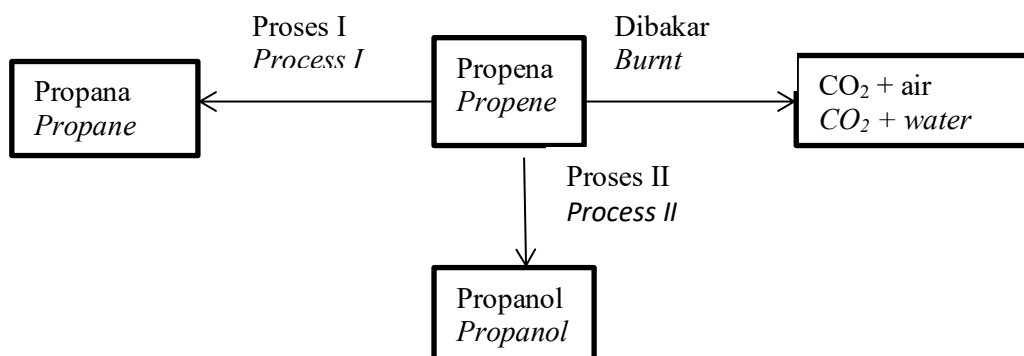 Proses I
Process I
Dibakar
Burnt
Propana
Propane
Propena
Propene
CO₂ + air
CO₂ + water
Proses II
Process II
Propanol
Propanol